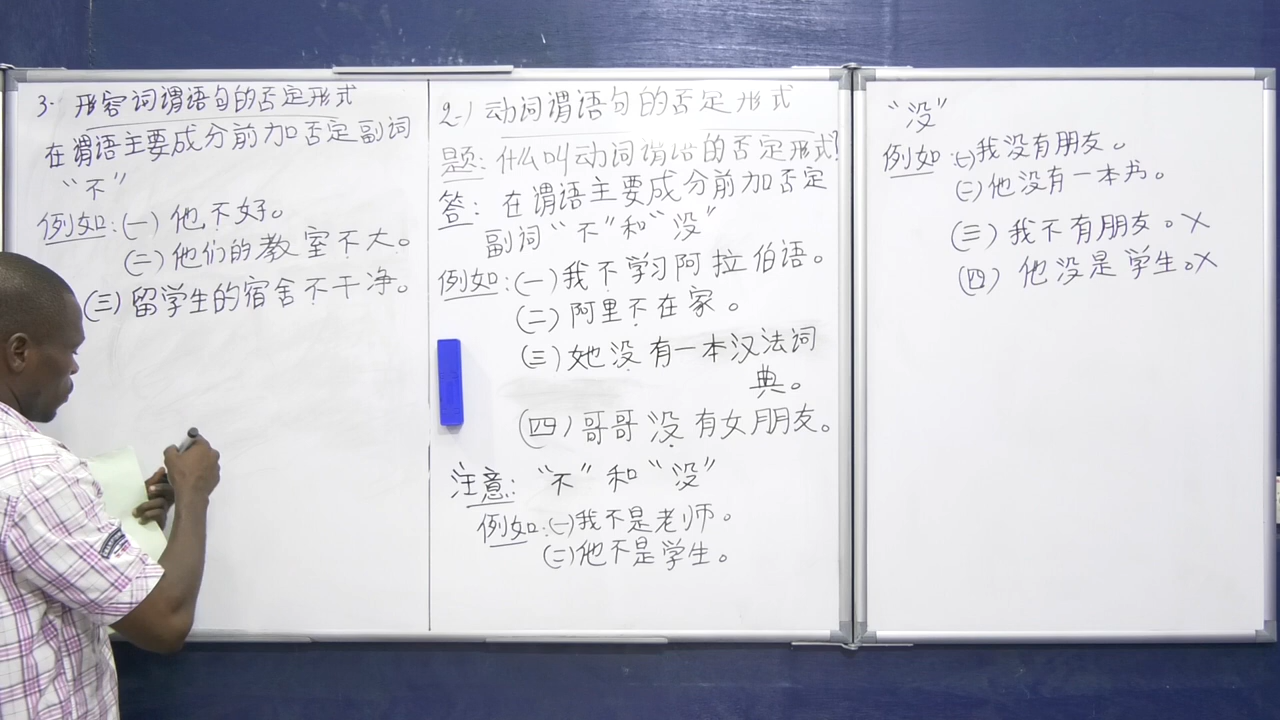 3. 形容词谓语句的否定形式
在谓语主要成分前加否定副词
“不”
例如:(一)他不好。
(二)他们的教室不大。
(三)留学生的宿舍不干净。
2.) 动词谓语句的否定形式
题: 什么叫动词谓语的否定形式?
答: 在谓语主要成分前加否定
副词“不”和“没”
例如:(一)我不学习阿拉伯语。
(二)阿里不在家。
(三)她没有一本汉法词
典。
(四)哥哥没有女朋友。
注意: “不”和“没”
例如:(一)我不是老师。
(二)他不是学生。
“没”
例如:(一)我没有朋友。
(二)他没有一本书。
(三)我不有朋友。X
(四)他没是学生。X